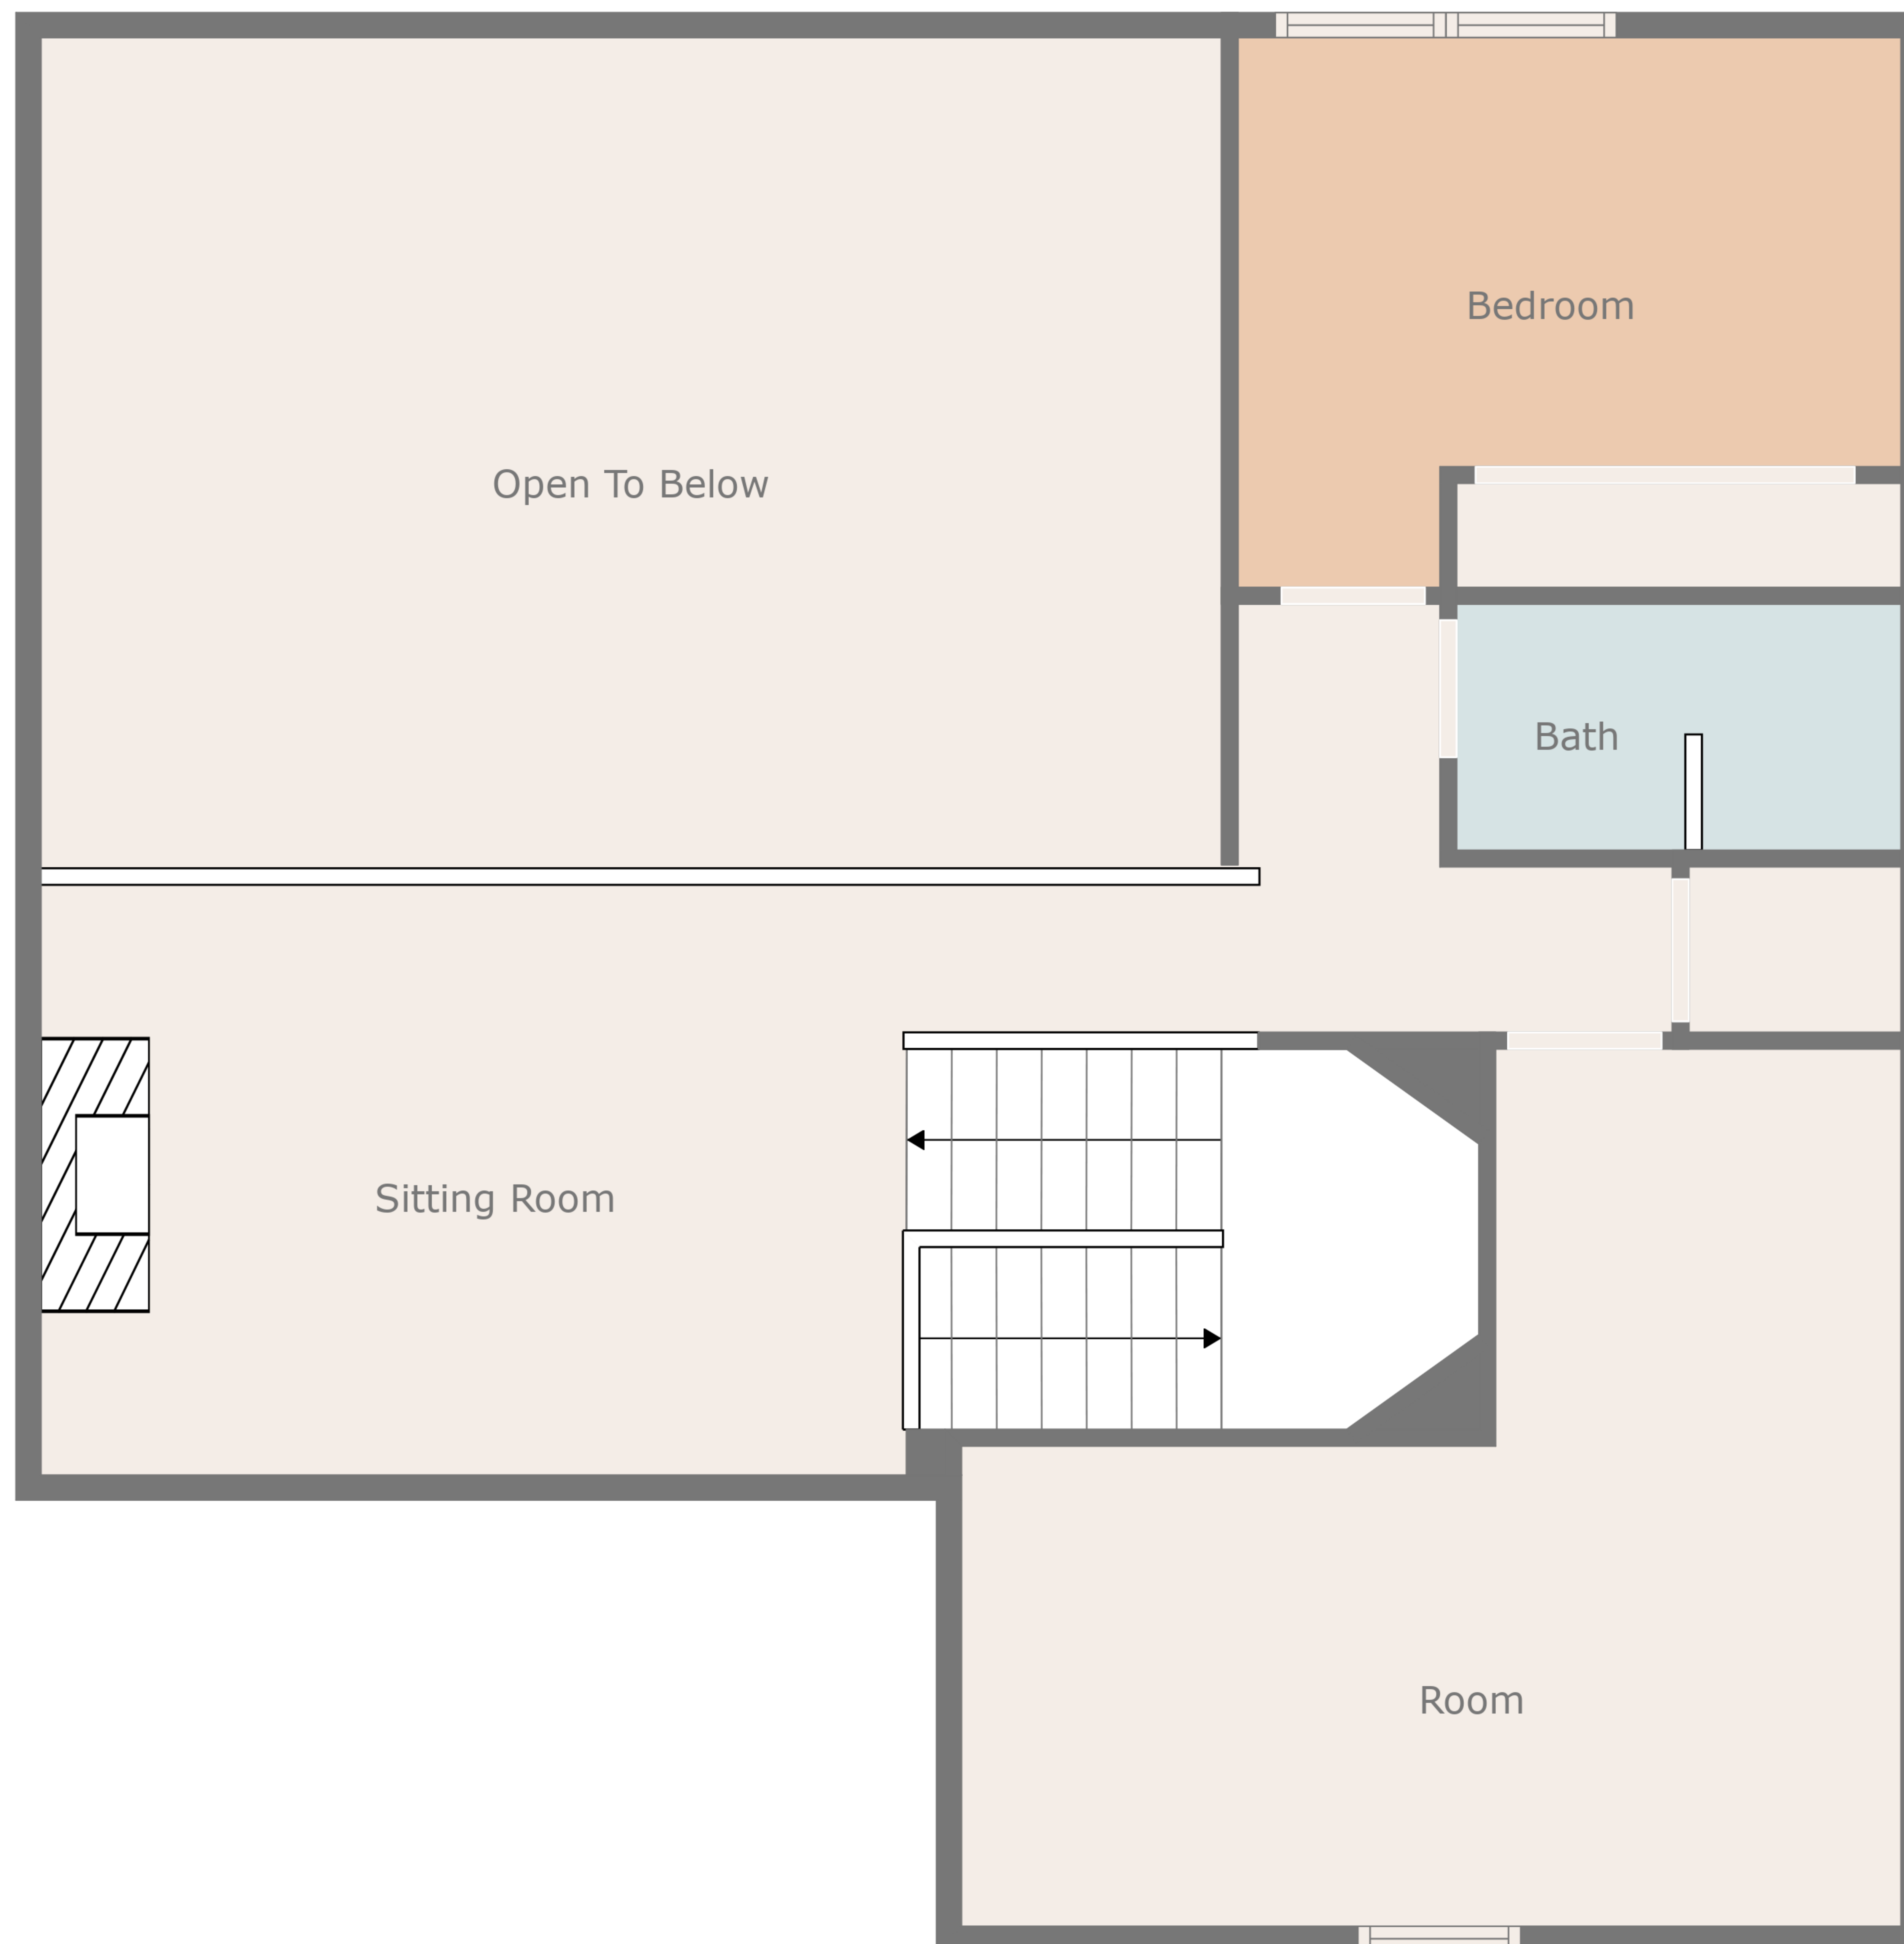 Bedroom
Open To Below
Bath
Sitting Room
Room